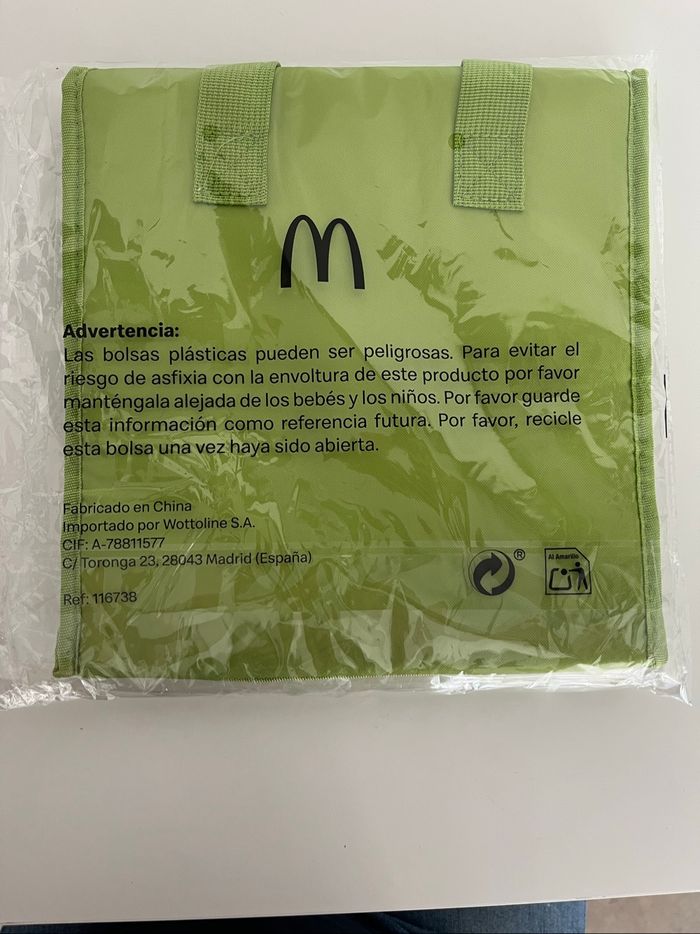 M
Advertencia:
Las bolsas plásticas pueden ser peligrosas. Para evitar el
riesgo de asfixia con la envoltura de este producto por favor
manténgala alejada de los bebés y los niños. Por favor guarde
esta información como referencia futura. Por favor, recicle
esta bolsa una vez haya sido abierta.
Fabricado en China
Importado por Wottoline S.A.
CIF: A-78811577
C/ Toronga 23, 28043 Madrid (España)
® Al Amarillo
Ref: 116738